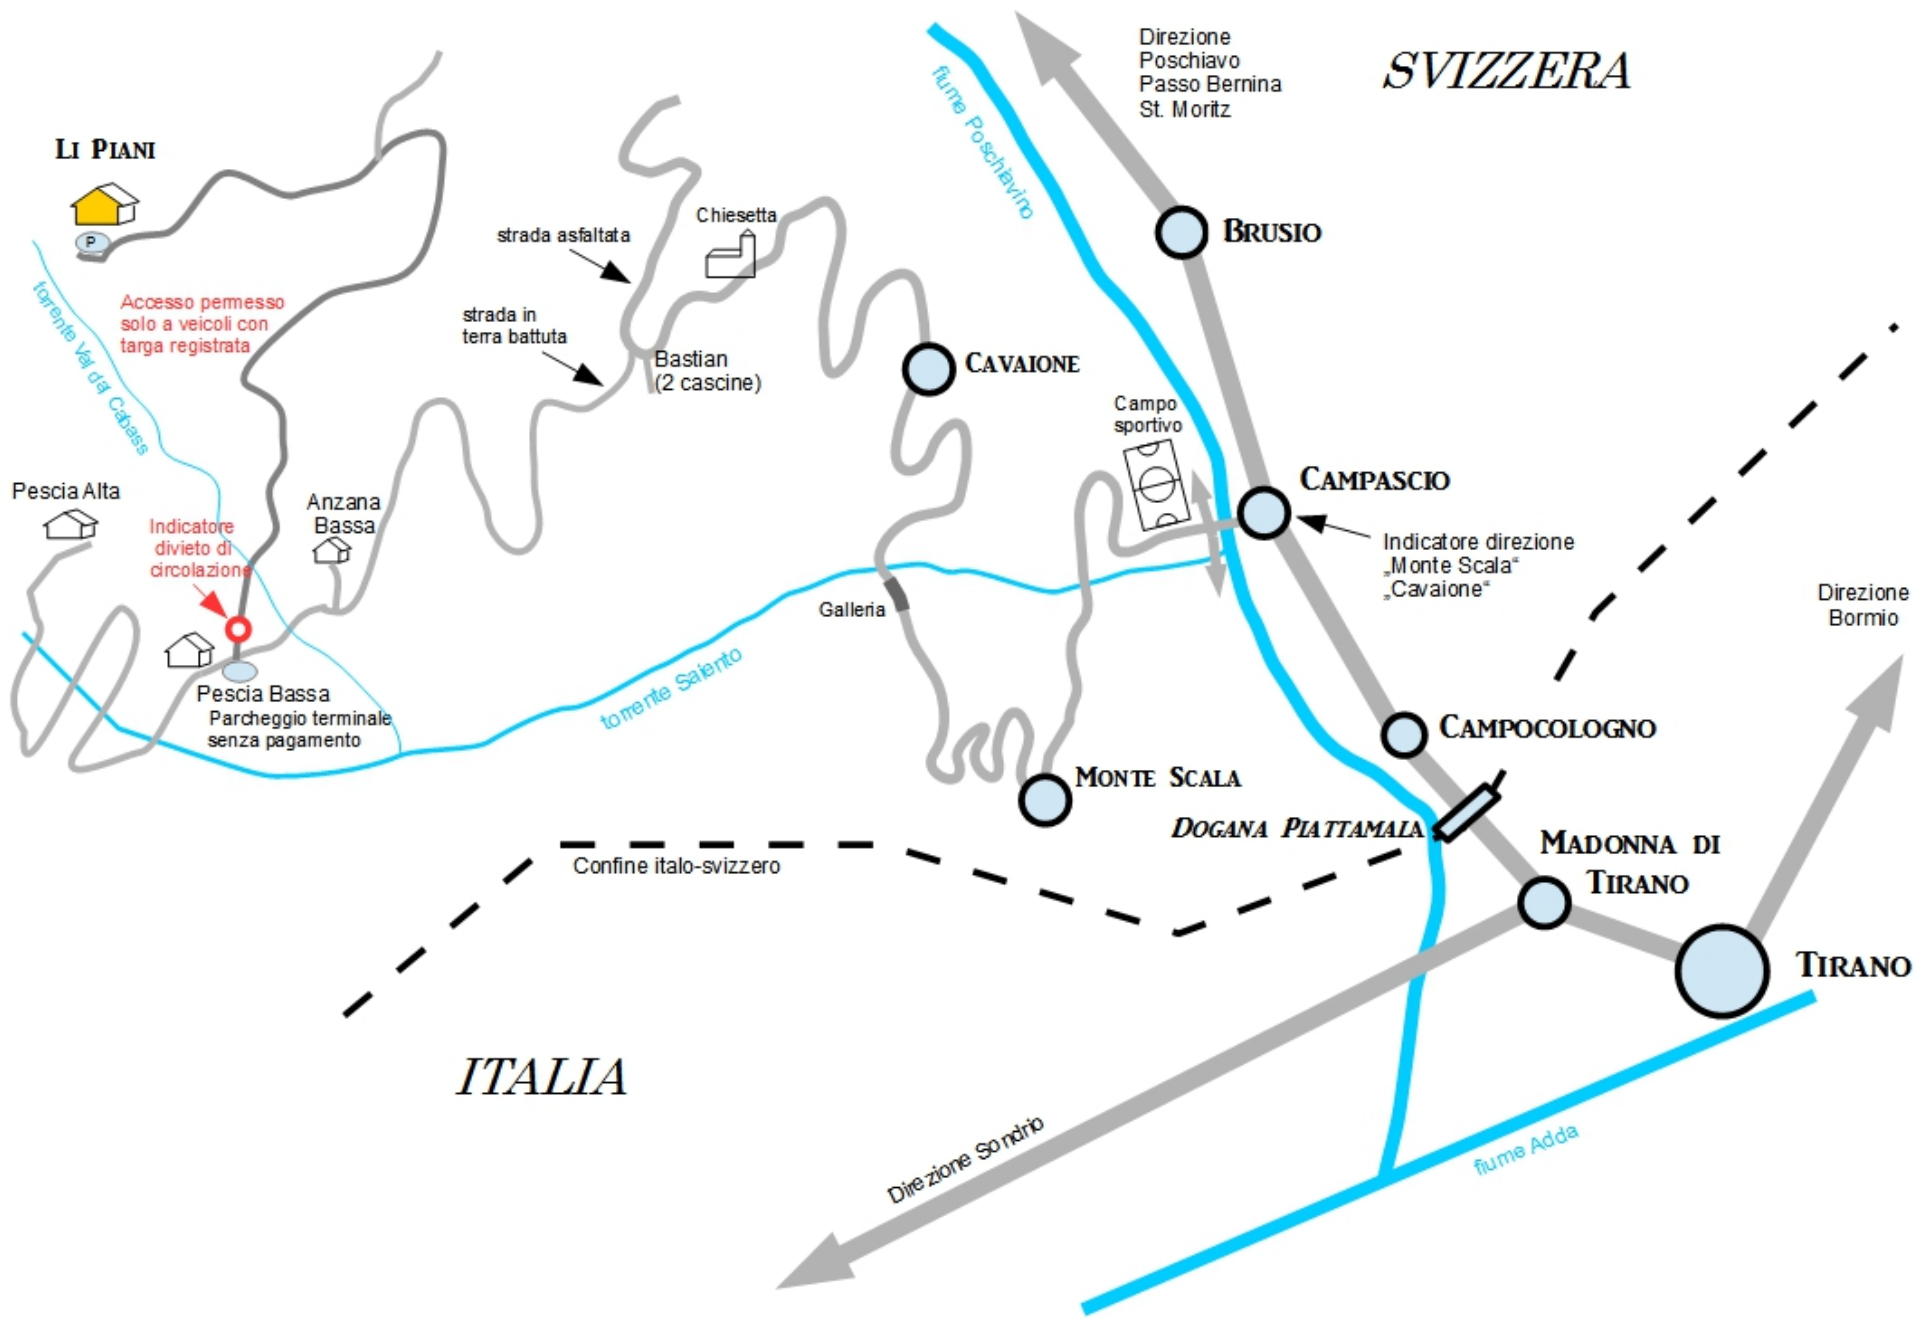 Direzione
Poschiavo
Passo Bernina
St. Moritz
SVIZZERA
fiume Poschiavino
LI PIANI
P
Chiesetta
strada asfaltata
BRUSIO
Accesso permesso
solo a veicoli con
targa registrata
torrente Val da' Cabass
strada in
terra battuta
Bastian
(2 cascine)
CAVAIONE
Campo
sportivo
CAMPASCIO
Pescia Alta
Anzana
Bassa
Indicatore
divieto di
circolazione
Indicatore direzione
„Monte Scala“
„Cavaione“
Direzione
Bormio
Galleria
torrente Saiento
Pescia Bassa
Parcheggio terminale
senza pagamento
CAMPOCOLOGNO
MONTE SCALA
DOGANA PIATTAMALA
MADONNA DI
TIRANO
Confine italo-svizzero
TIRANO
ITALIA
Direzione Sondrio
fiume Adda